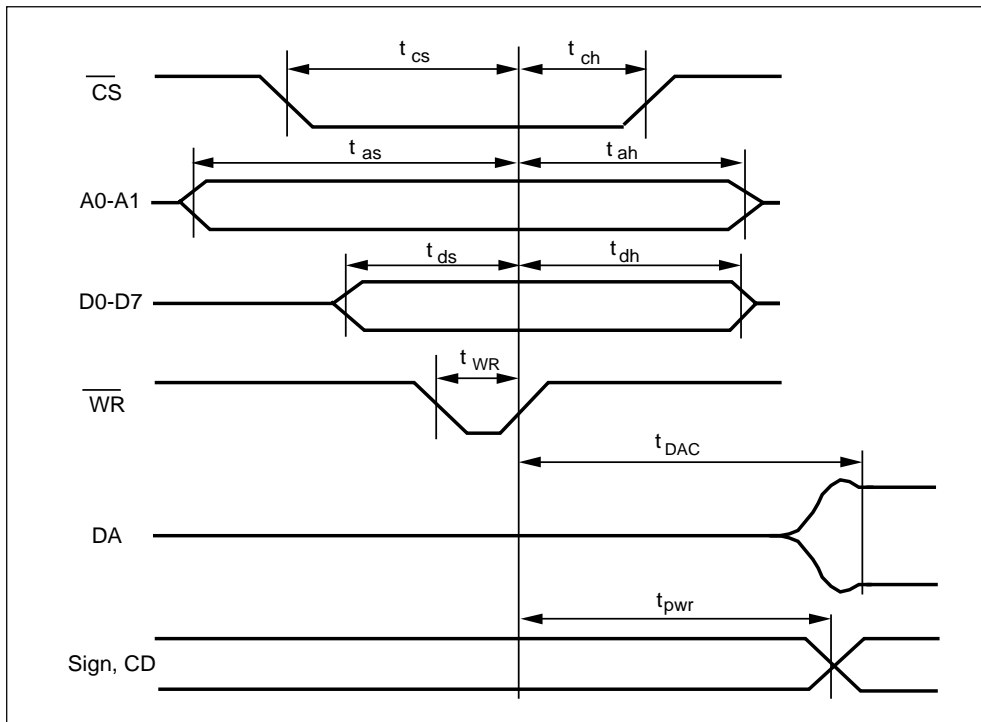 t cs
t ch
CS
t as
t ah
A0-A1
t ds
t dh
D0-D7
t WR
WR
t DAC
DA
t pwr
Sign, CD